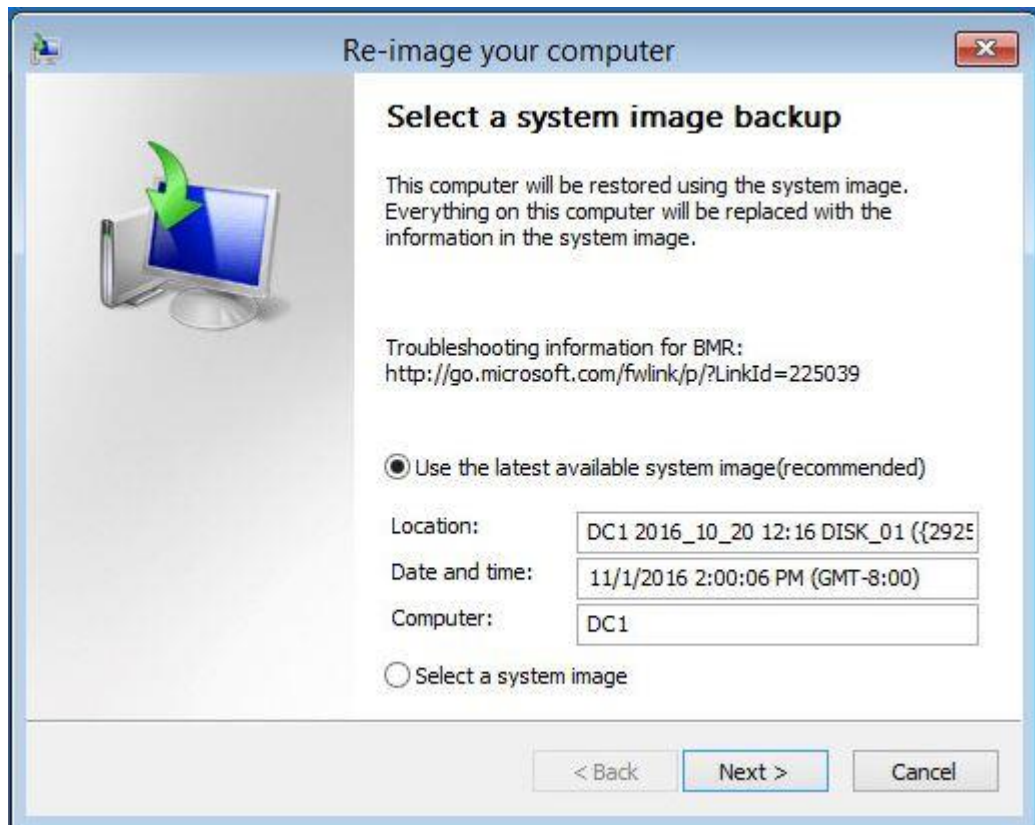 Re-image your computer
Select a system image backup
This computer will be restored using the system image.
Everything on this computer will be replaced with the
information in the system image.
Troubleshooting information for BMR:
http://go.microsoft.com/fwlink/p/?LinkId=225039
Use the latest available system image(recommended)
Location: DC1 2016_10_20 12:16 DISK_01 ({2925
Date and time: 11/1/2016 2:00:06 PM (GMT-8:00)
Computer: DC1
Select a system image
< Back Next > Cancel